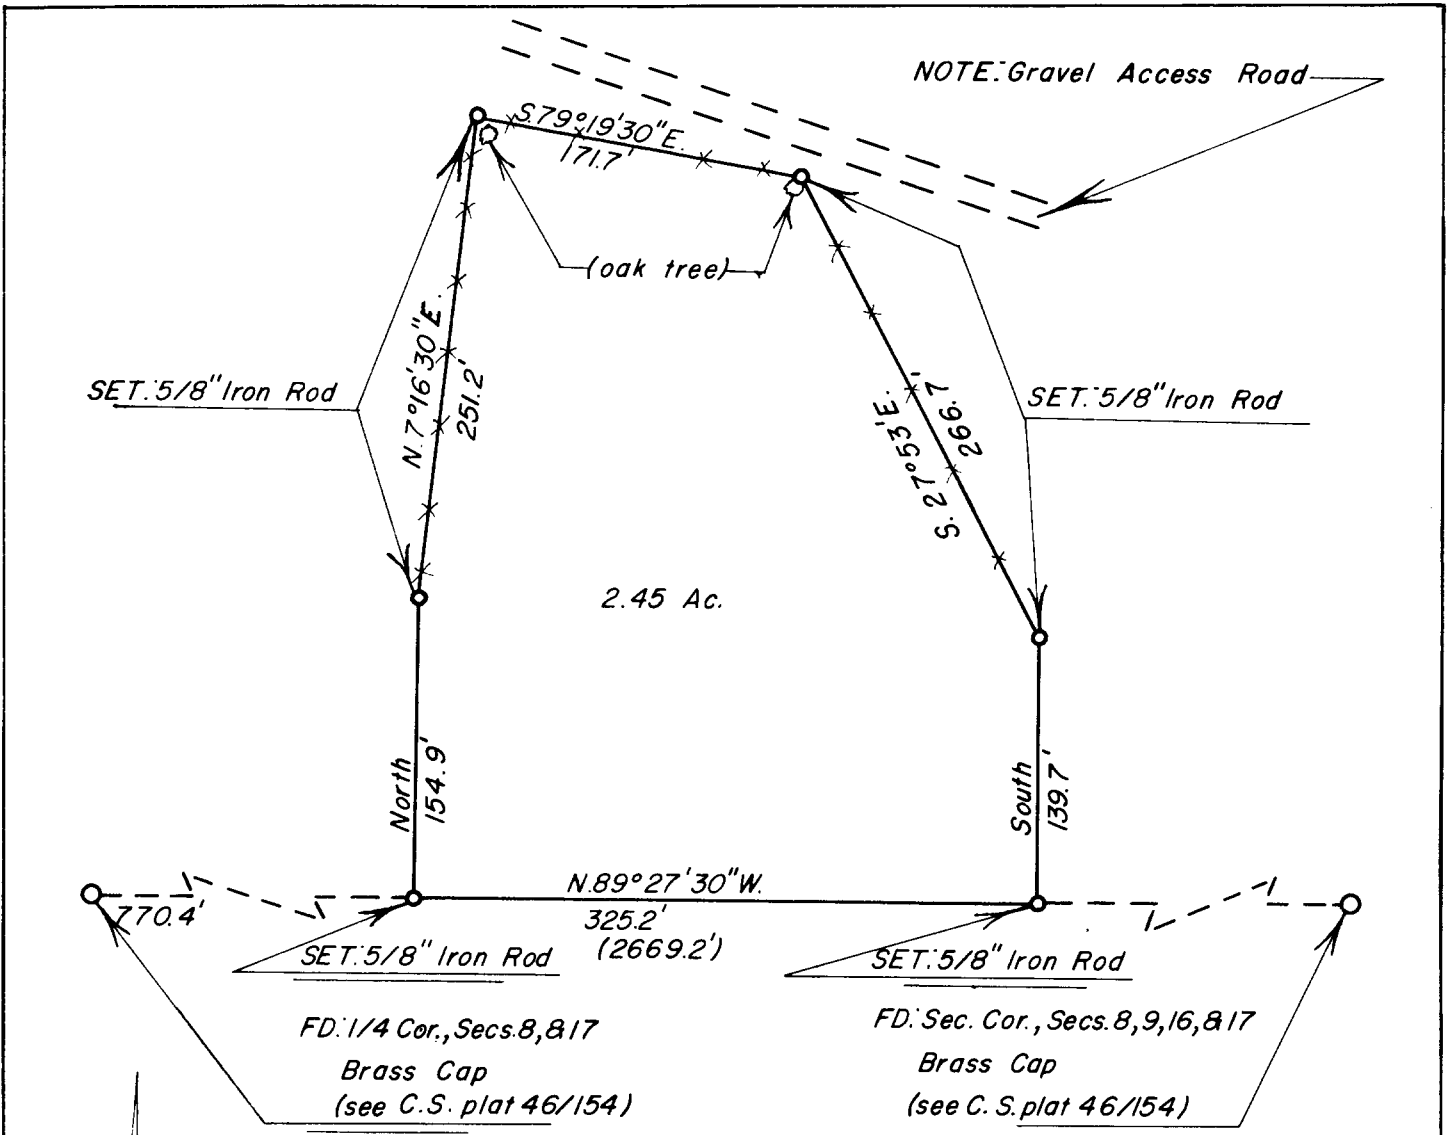 NOTE: Gravel Access Road
S.79°19'30"E.
171.7'
(oak tree)
N.7°16'30"E.
251.2'
SET: 5/8" Iron Rod
S.27°53'E.
266.7'
SET: 5/8" Iron Rod
2.45 Ac.
North
154.9'
South
139.7'
770.4'
N.89°27'30"W.
325.2'
(2669.2')
SET: 5/8" Iron Rod
SET: 5/8" Iron Rod
FD: 1/4 Cor., Secs. 8, & 17
Brass Cap
(see C.S. plat 46/154)
FD: Sec. Cor., Secs. 8, 9, 16, & 17
Brass Cap
(see C.S. plat 46/154)